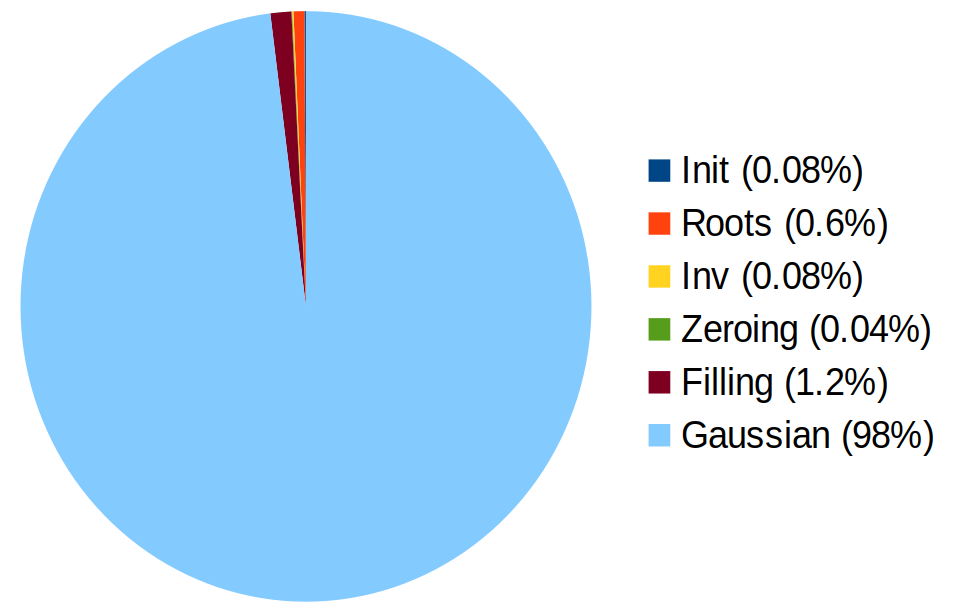 Init (0.08%)
Roots (0.6%)
Inv (0.08%)
Zeroing (0.04%)
Filling (1.2%)
Gaussian (98%)